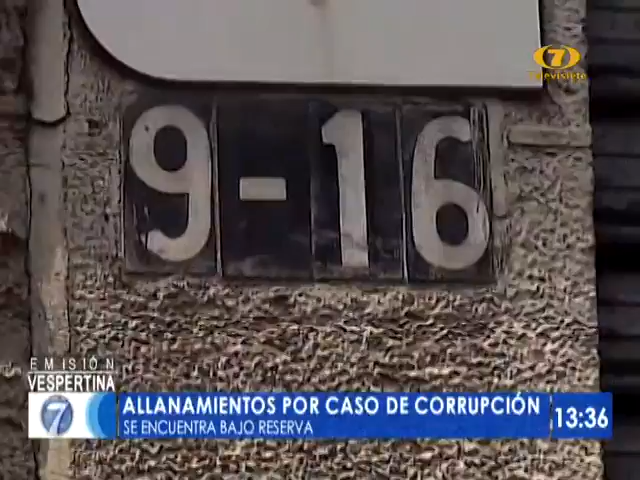 7
Televisiete
9-16
EMISIÓN
VESPERTINA
7
ALLANAMIENTOS POR CASO DE CORRUPCIÓN
SE ENCUENTRA BAJO RESERVA
13:36